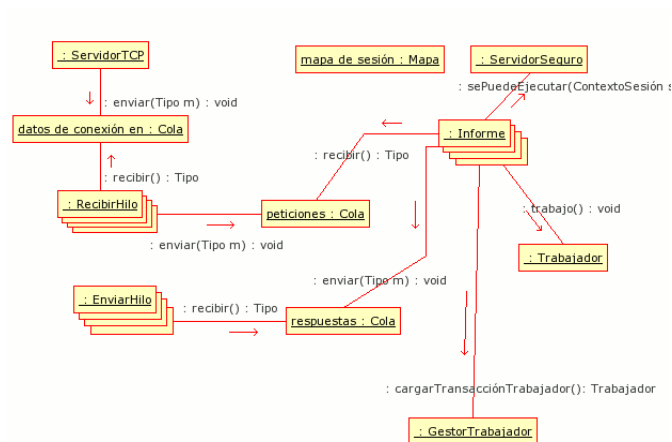 : ServidorTCP
mapa de sesión : Mapa
: ServidorSeguro
: sePuedeEjecutar(ContextoSesión s
: enviar(Tipo m) : void
datos de conexión en : Cola
: Informe
: recibir() : Tipo
: recibir() : Tipo
: RecibirHilo
peticiones : Cola
: trabajo() : void
: enviar(Tipo m) : void
: Trabajador
: enviar(Tipo m) : void
: EnviarHilo
: recibir() : Tipo
respuestas : Cola
: cargarTransacciónTrabajador(): Trabajador
: GestorTrabajador